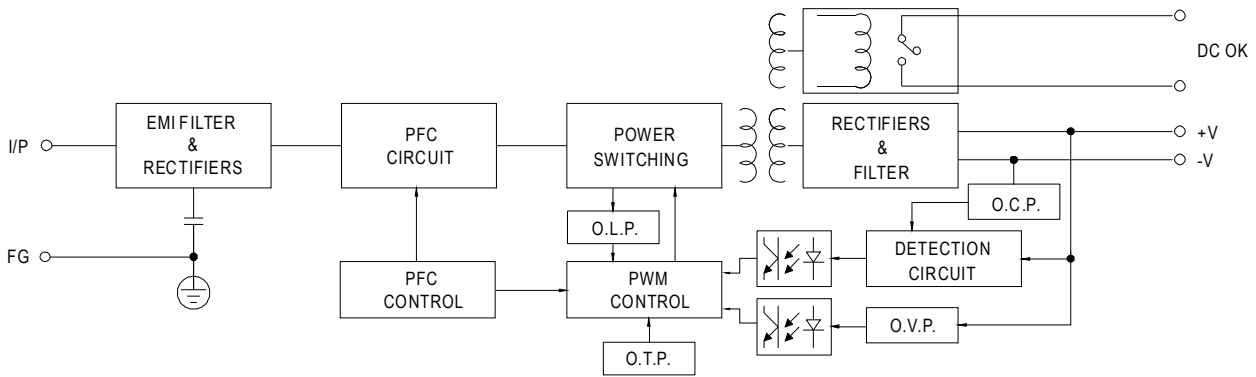 DC OK
I/P
EMI FILTER
&
RECTIFIERS
PFC
CIRCUIT
POWER
SWITCHING
RECTIFIERS
&
FILTER
+V
-V
O.C.P.
O.L.P.
DETECTION
CIRCUIT
FG
PFC
CONTROL
PWM
CONTROL
O.V.P.
O.T.P.